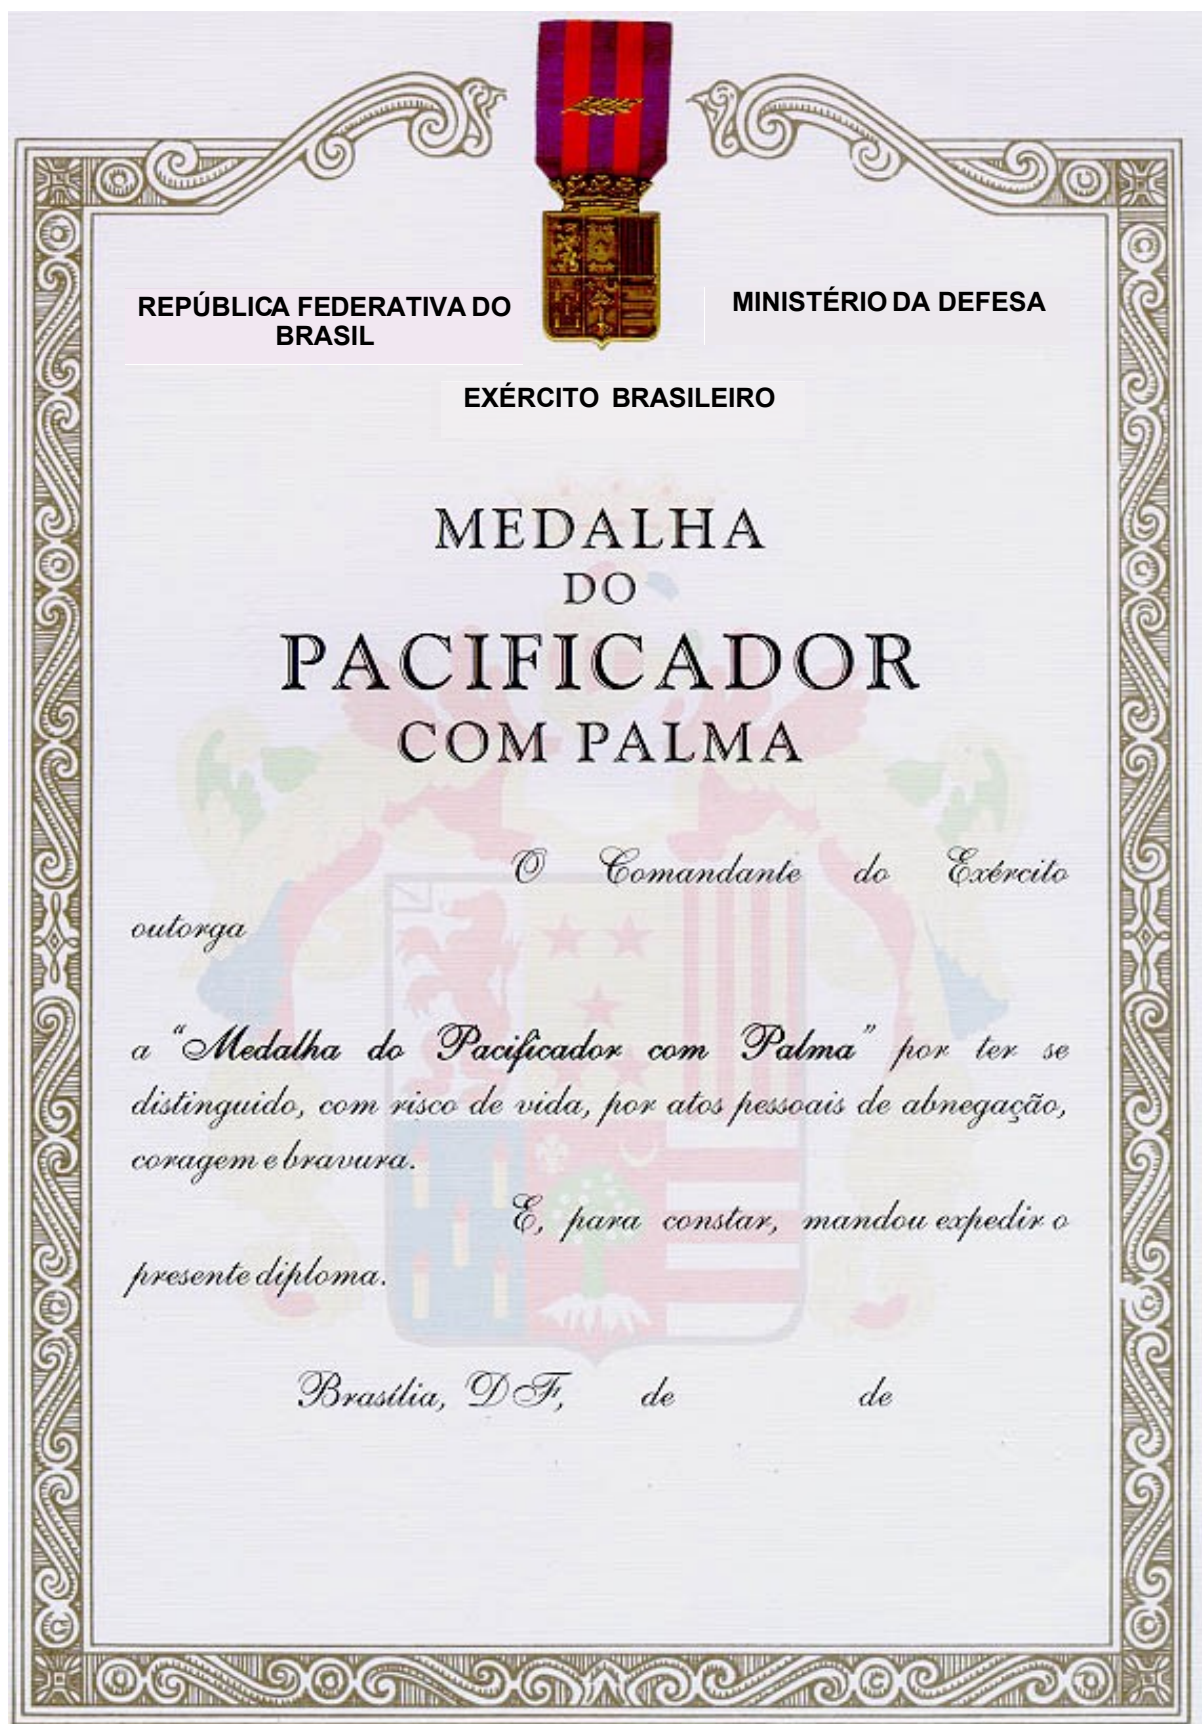 REPÚBLICA FEDERATIVA DO
BRASIL
MINISTÉRIO DA DEFESA
EXÉRCITO BRASILEIRO
MEDALHA
DO
PACIFICADOR
COM PALMA
O Comandante do Exército
outorga
a “Medalha do Pacificador com Palma” por ter se
distinguido, com risco de vida, por atos pessoais de abnegação,
coragem e bravura.
E, para constar, mandou expedir o
presente diploma.
Brasília, DF, de de